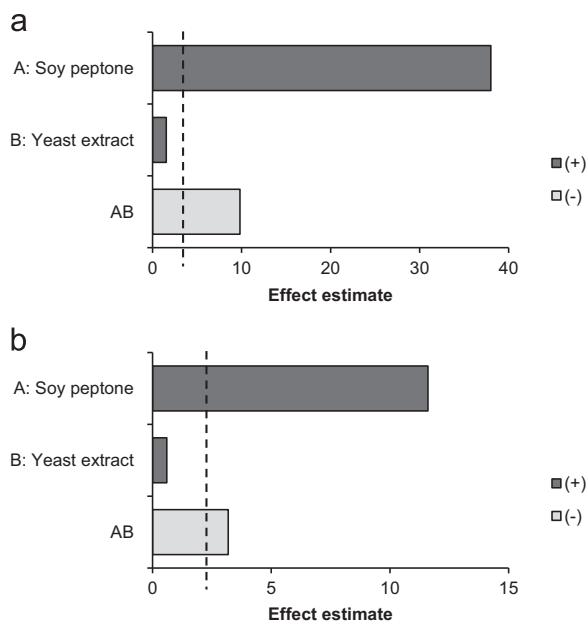 a
A: Soy peptone
B: Yeast extract
AB
(+)
(-)
0 10 20 30 40
Effect estimate
b
A: Soy peptone
B: Yeast extract
AB
(+)
(-)
0 5 10 15
Effect estimate